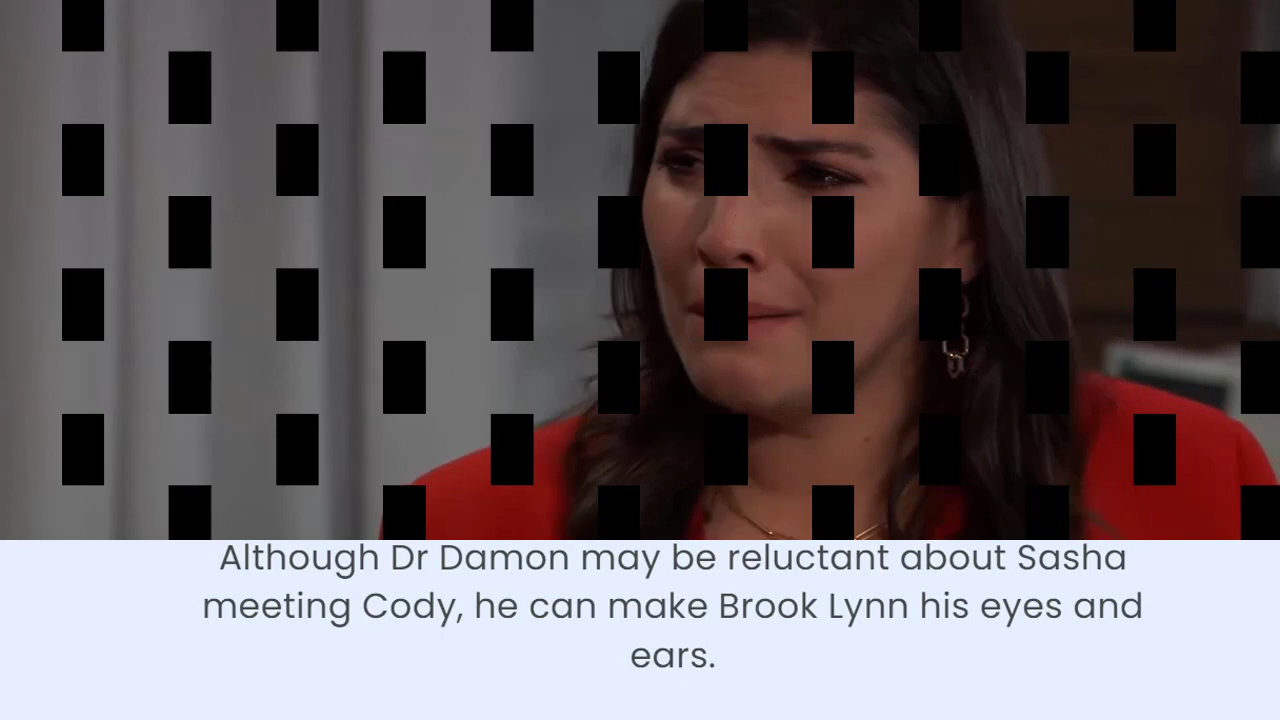 Although Dr Damon may be reluctant about Sasha
meeting Cody, he can make Brook Lynn his eyes and
ears.